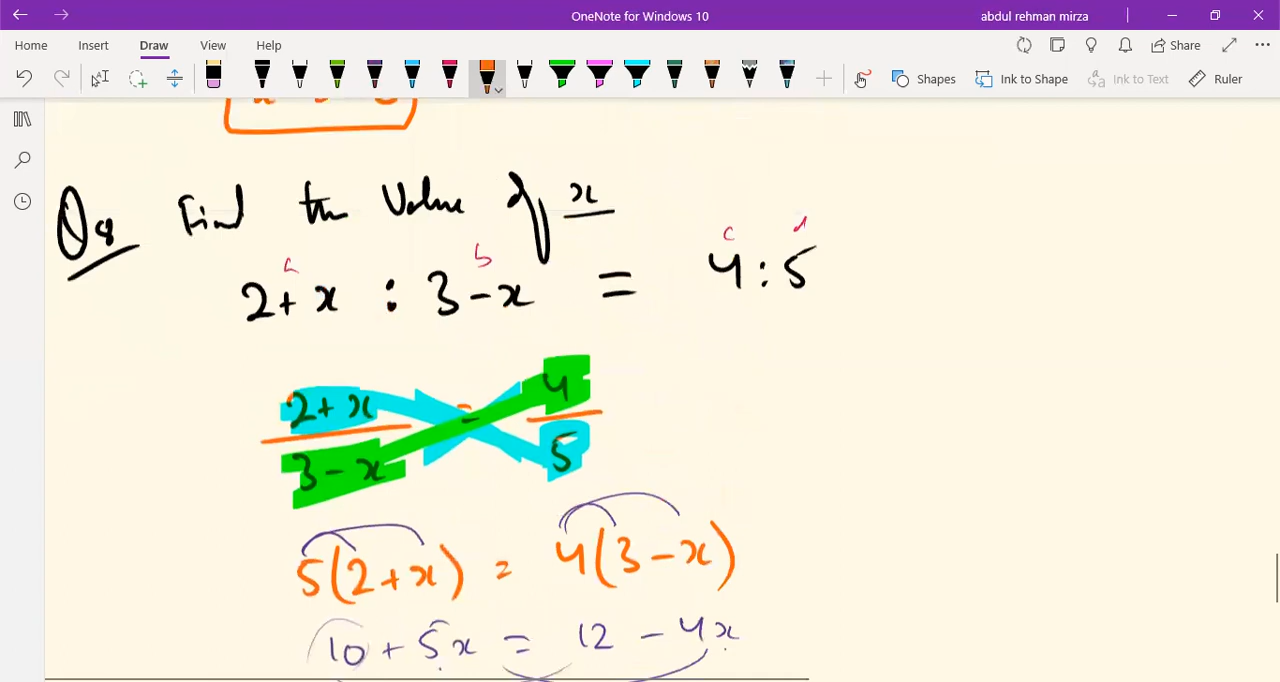 OneNote for Windows 10
abdul rehman mirza
Home Insert Draw View Help
Share
Shapes Ink to Shape Ink to Text Ruler
Q8 Find the Value of x
a b c d
2+x : 3-x = 4:5
2+x = 4
3-x 5
5(2+x) = 4(3-x)
10 + 5x = 12 - 4x